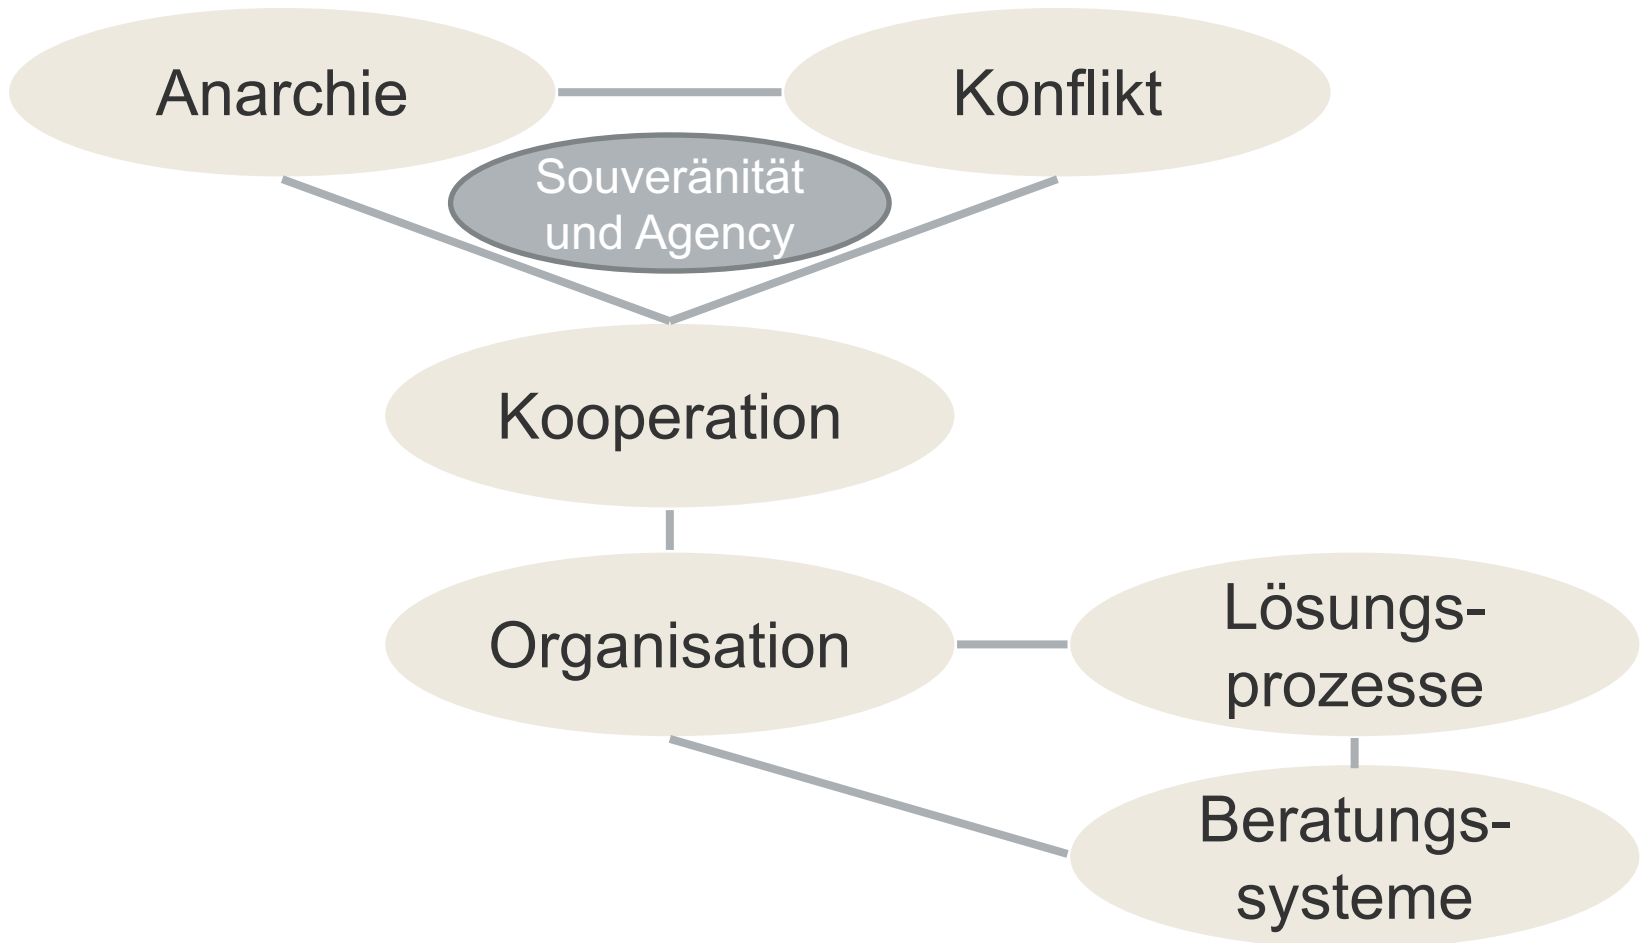 Anarchie
Konflikt
Souveränität
und Agency
Kooperation
Organisation
Lösungs-
prozesse
Beratungs-
systeme